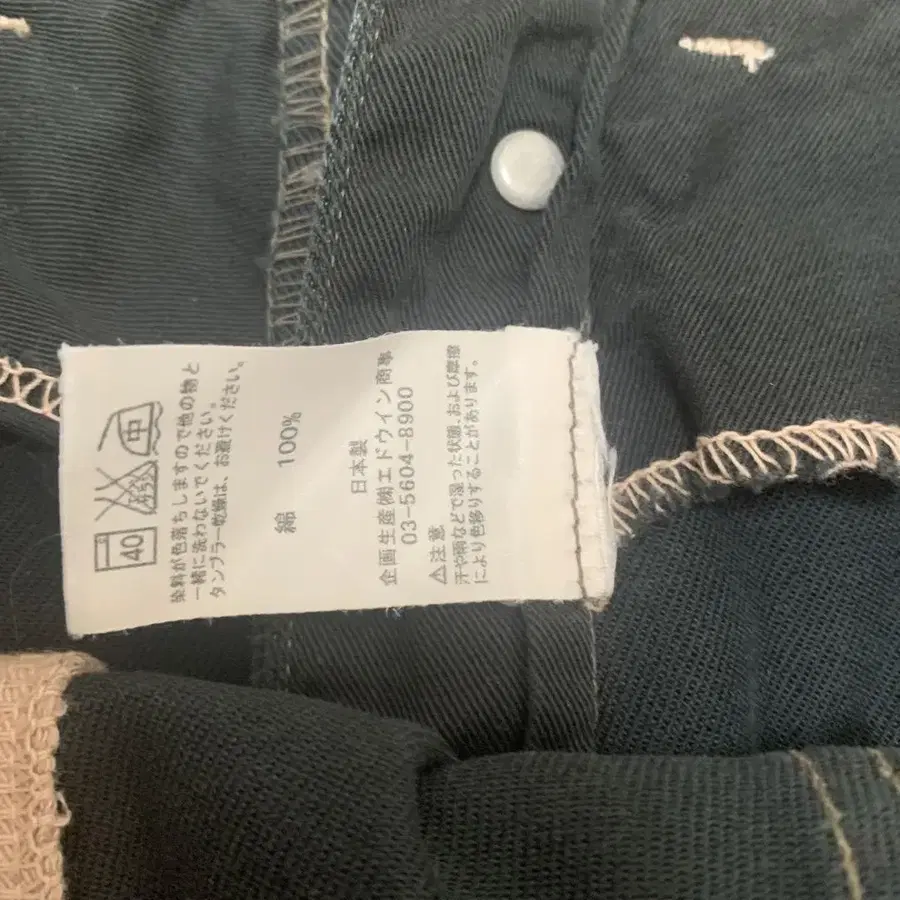 40 中
染料が色落ちしますので他の物と
一緒に洗わないでください。
タンブラー乾燥は、お避けください。
綿 100%
日本製
企画生産㈱エドウイン商事
03-5604-8900
⚠注意
汗や雨などで湿った状態、および摩擦
により色移りすることがあります。